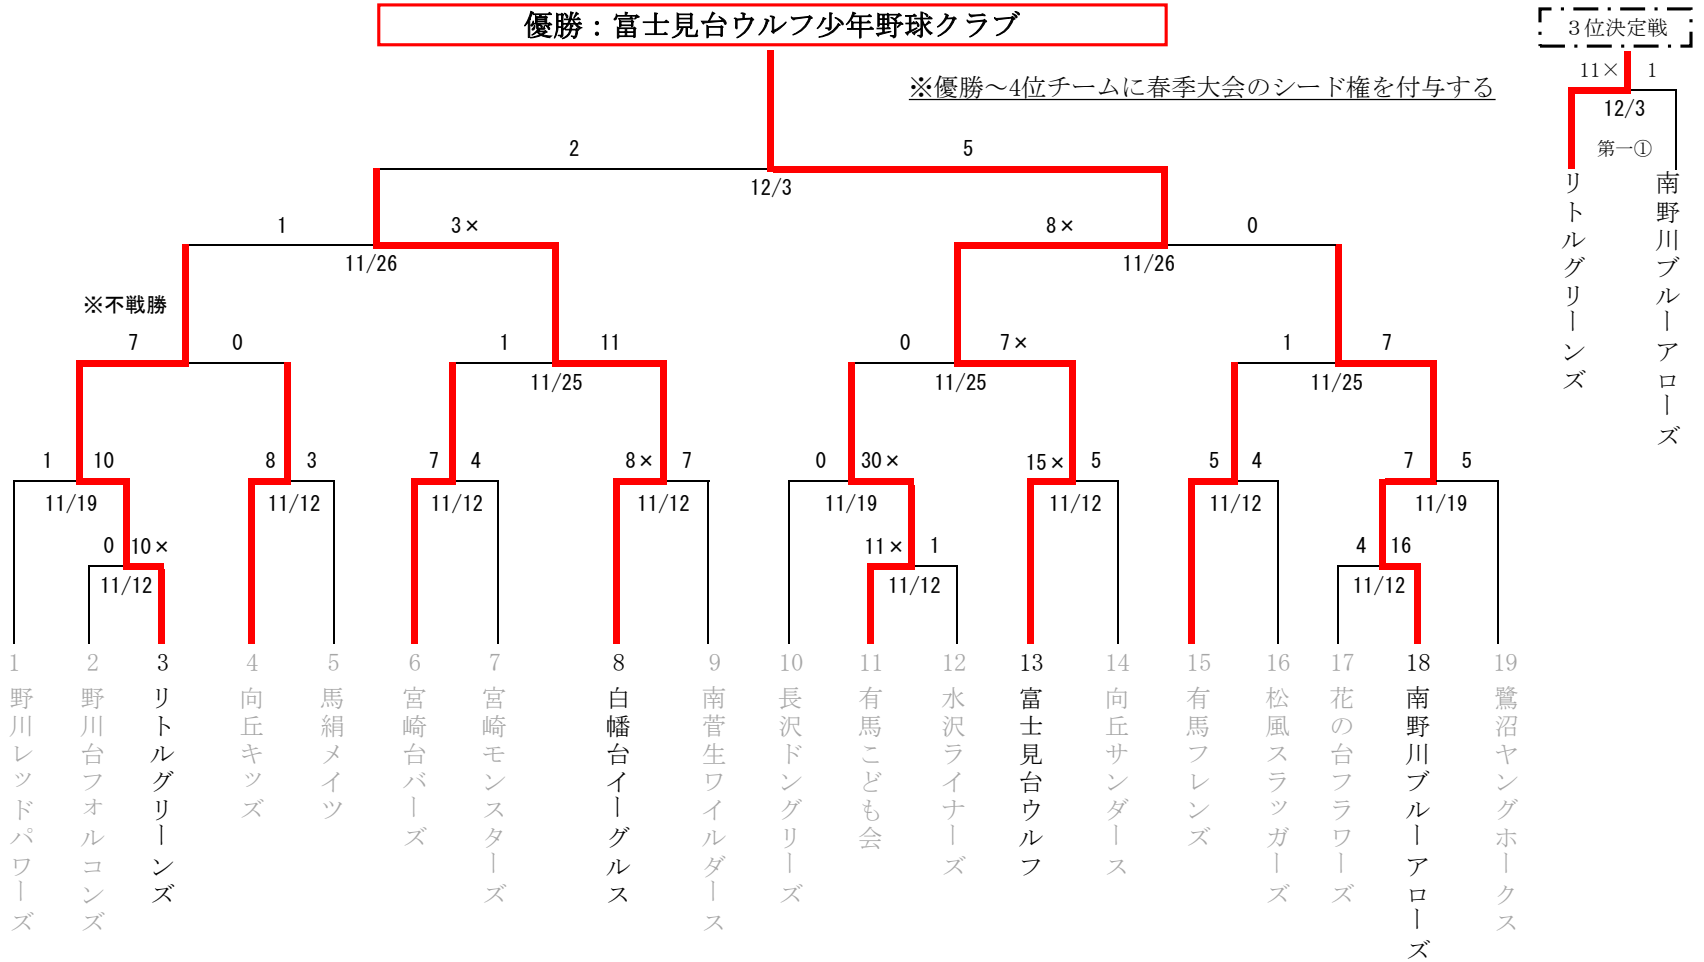 優勝：富士見台ウルフ少年野球クラブ
３位決定戦
11× 1
12/3
第一①
リトルグリーンズ
南野川ブルーアローズ
※優勝～4位チームに春季大会のシード権を付与する
2 5
12/3
1 3× 8× 0
11/26 11/26
※不戦勝
7 0 1 11 0 7× 1 7
11/25 11/25 11/25
1 10 8 3 7 4 8× 7 0 30× 15× 5 5 4 7 5
11/19 11/12 11/12 11/12 11/19 11/12 11/12 11/19
0 10× 11× 1 4 16
11/12 11/12 11/12
1 2 3 4 5 6 7 8 9 10 11 12 13 14 15 16 17 18 19
野川レッドパワーズ
野川台フォルコンズ
リトルグリーンズ
向丘キッズ
馬絹メイツ
宮崎台バーズ
宮崎モンスターズ
白幡台イーグルス
南菅生ワイルダース
長沢ドングリーズ
有馬こども会
水沢ライナーズ
富士見台ウルフ
向丘サンダース
有馬フレンズ
松風スラッガーズ
花の台フラワーズ
南野川ブルーアローズ
鷺沼ヤングホークス